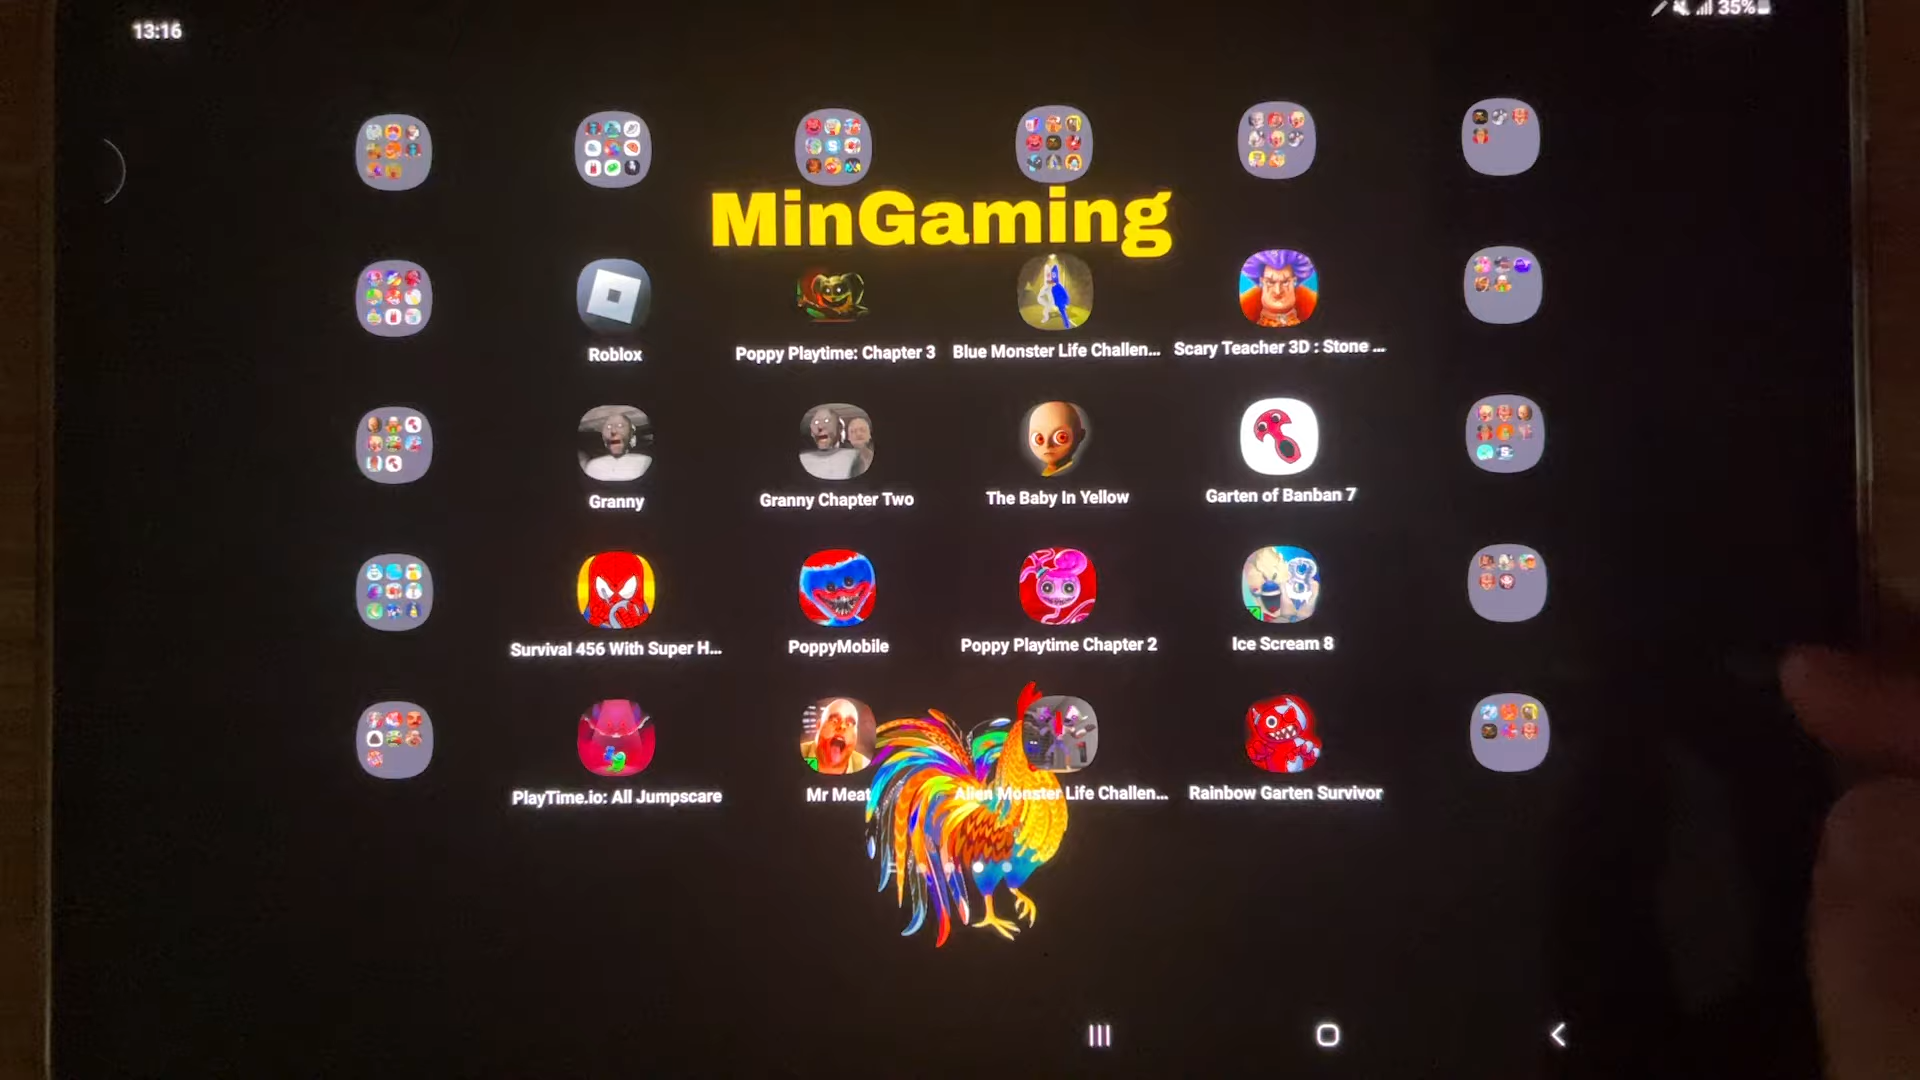 13:16
35%
MinGaming
Roblox
Poppy Playtime: Chapter 3
Blue Monster Life Challen...
Scary Teacher 3D : Stone ...
Granny
Granny Chapter Two
The Baby In Yellow
Garten of Banban 7
Survival 456 With Super H...
PoppyMobile
Poppy Playtime Chapter 2
Ice Scream 8
PlayTime.io: All Jumpscare
Mr Meat
Alien Monster Life Challen...
Rainbow Garten Survivor